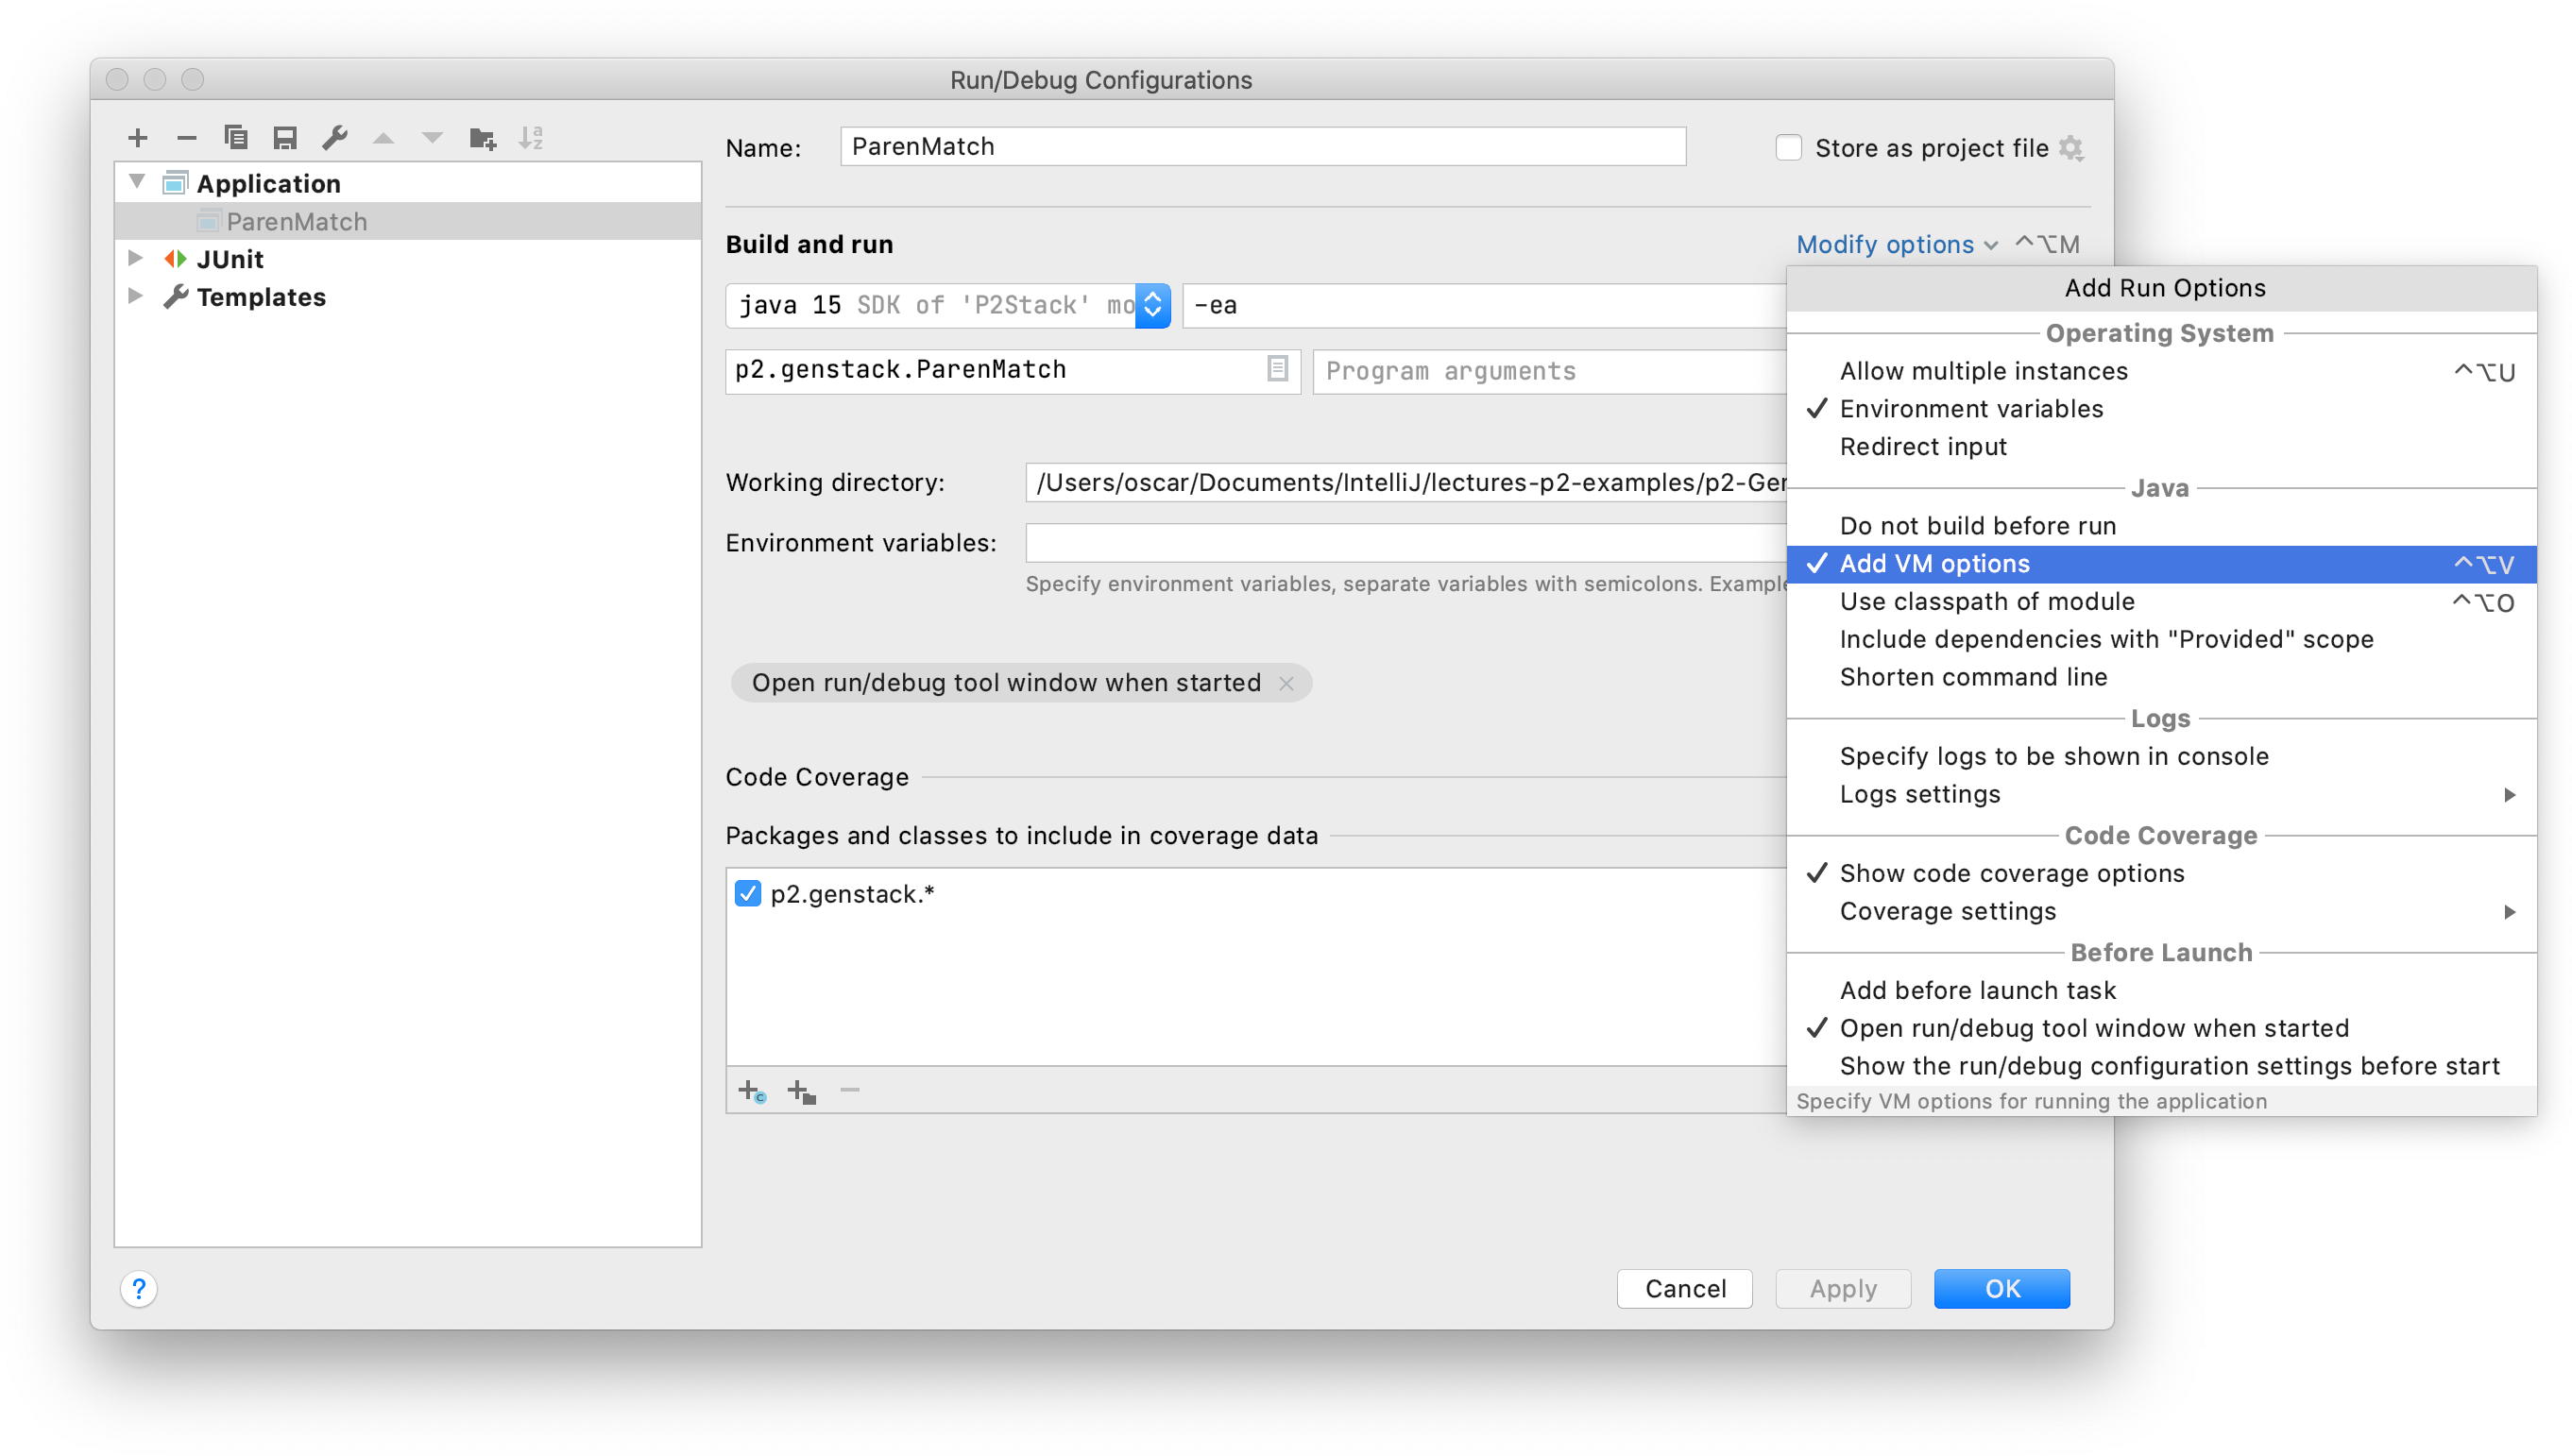 Run/Debug Configurations
Application
ParenMatch
JUnit
Templates
Name: ParenMatch Store as project file
Build and run Modify options ⌃⌥M
java 15 SDK of 'P2Stack' mo -ea
p2.genstack.ParenMatch Program arguments
Working directory: /Users/oscar/Documents/IntelliJ/lectures-p2-examples/p2-Ger
Environment variables:
Specify environment variables, separate variables with semicolons. Example
Open run/debug tool window when started
Code Coverage
Packages and classes to include in coverage data
p2.genstack.*
Add Run Options
Operating System
Allow multiple instances ⌃⌥U
Environment variables
Redirect input
Java
Do not build before run
Add VM options ⌃⌥V
Use classpath of module ⌃⌥O
Include dependencies with "Provided" scope
Shorten command line
Logs
Specify logs to be shown in console
Logs settings
Code Coverage
Show code coverage options
Coverage settings
Before Launch
Add before launch task
Open run/debug tool window when started
Show the run/debug configuration settings before start
Specify VM options for running the application
? Cancel Apply OK